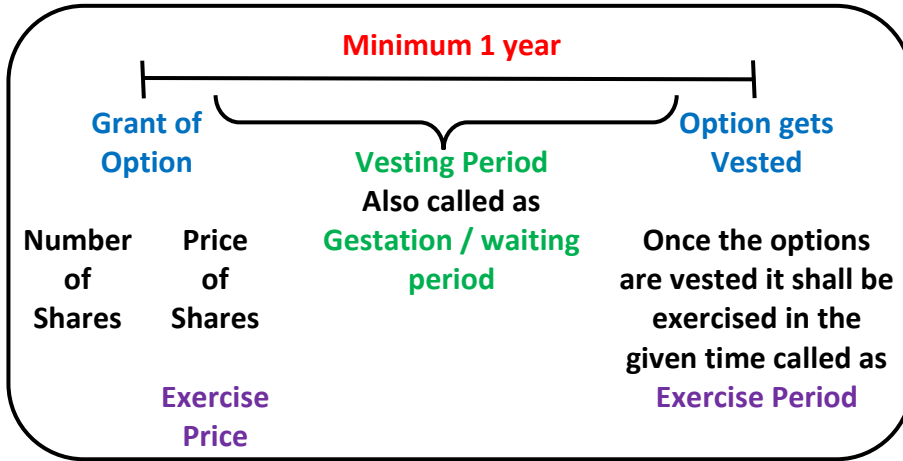 Minimum 1 year
Grant of
Option
Vesting Period
Also called as
Gestation / waiting
period
Option gets
Vested
Number
of
Shares
Price
of
Shares
Exercise
Price
Once the options
are vested it shall be
exercised in the
given time called as
Exercise Period